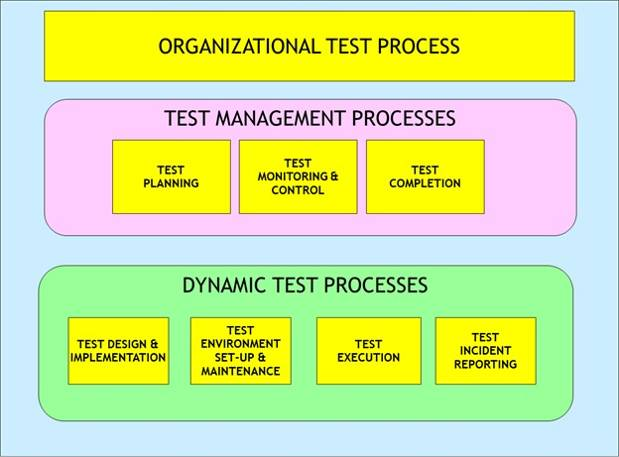 ORGANIZATIONAL TEST PROCESS
TEST MANAGEMENT PROCESSES
TEST
PLANNING
TEST
MONITORING &
CONTROL
TEST
COMPLETION
DYNAMIC TEST PROCESSES
TEST DESIGN &
IMPLEMENTATION
TEST
ENVIRONMENT
SET-UP &
MAINTENANCE
TEST
EXECUTION
TEST
INCIDENT
REPORTING